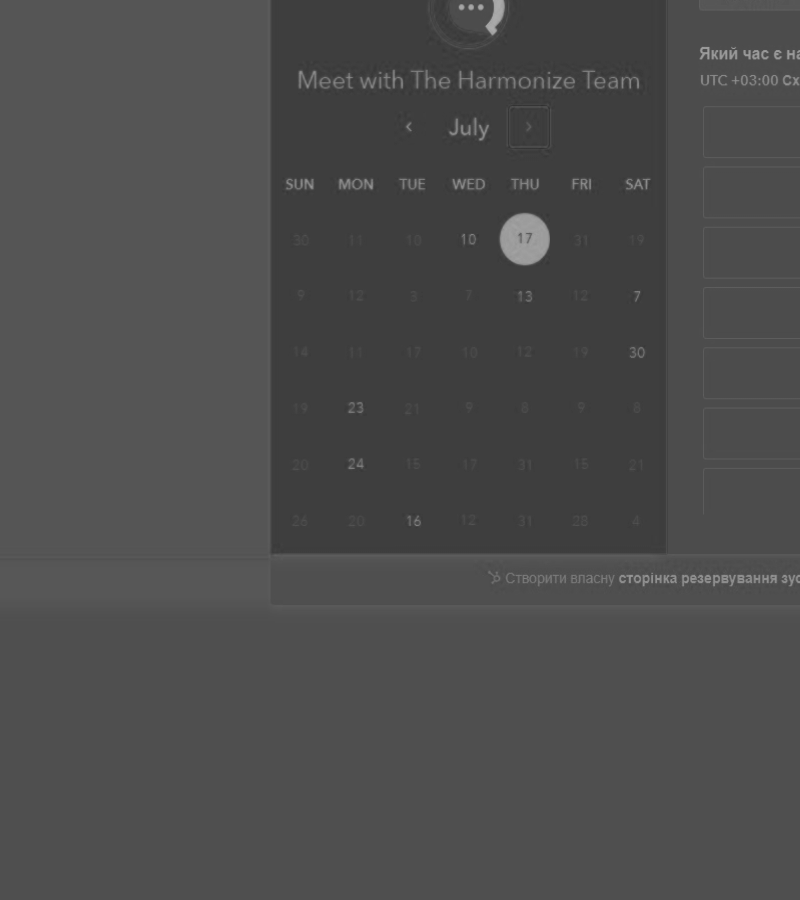 Meet with The Harmonize Team
‹ July ›
SUN MON TUE WED THU FRI SAT
30 11 18 10 17 31 19
9 12 3 7 13 12 7
14 11 17 18 12 19 30
19 23 21 9 8 9 8
20 24 15 17 31 15 21
26 20 16 12 31 28 4
Який час є на
UTC +03:00 Сх
Створити власну сторінка резервування зус